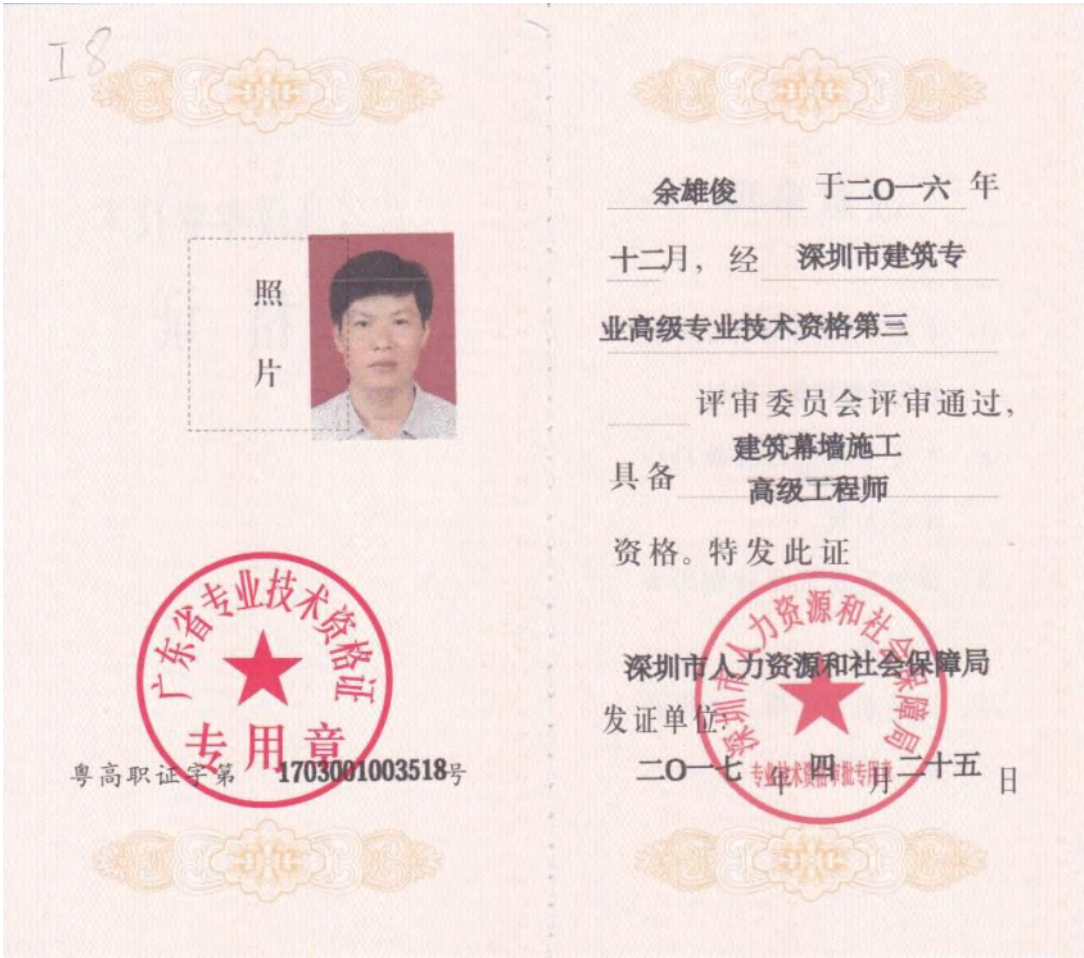 I8
照
片
广东省专业技术资格证
专用章
粤高职证字第 1703001003518号
余雄俊 于二O一六 年
十二月，经 深圳市建筑专
业高级专业技术资格第三
评审委员会评审通过，
建筑幕墙施工
具备
高级工程师
资格。特发此证
深圳市人力资源和社会保障局
深圳市人力资源和社会保障局
发证单位:
二O一七 年 四 月 二十五 日
专业技术资格审批专用章